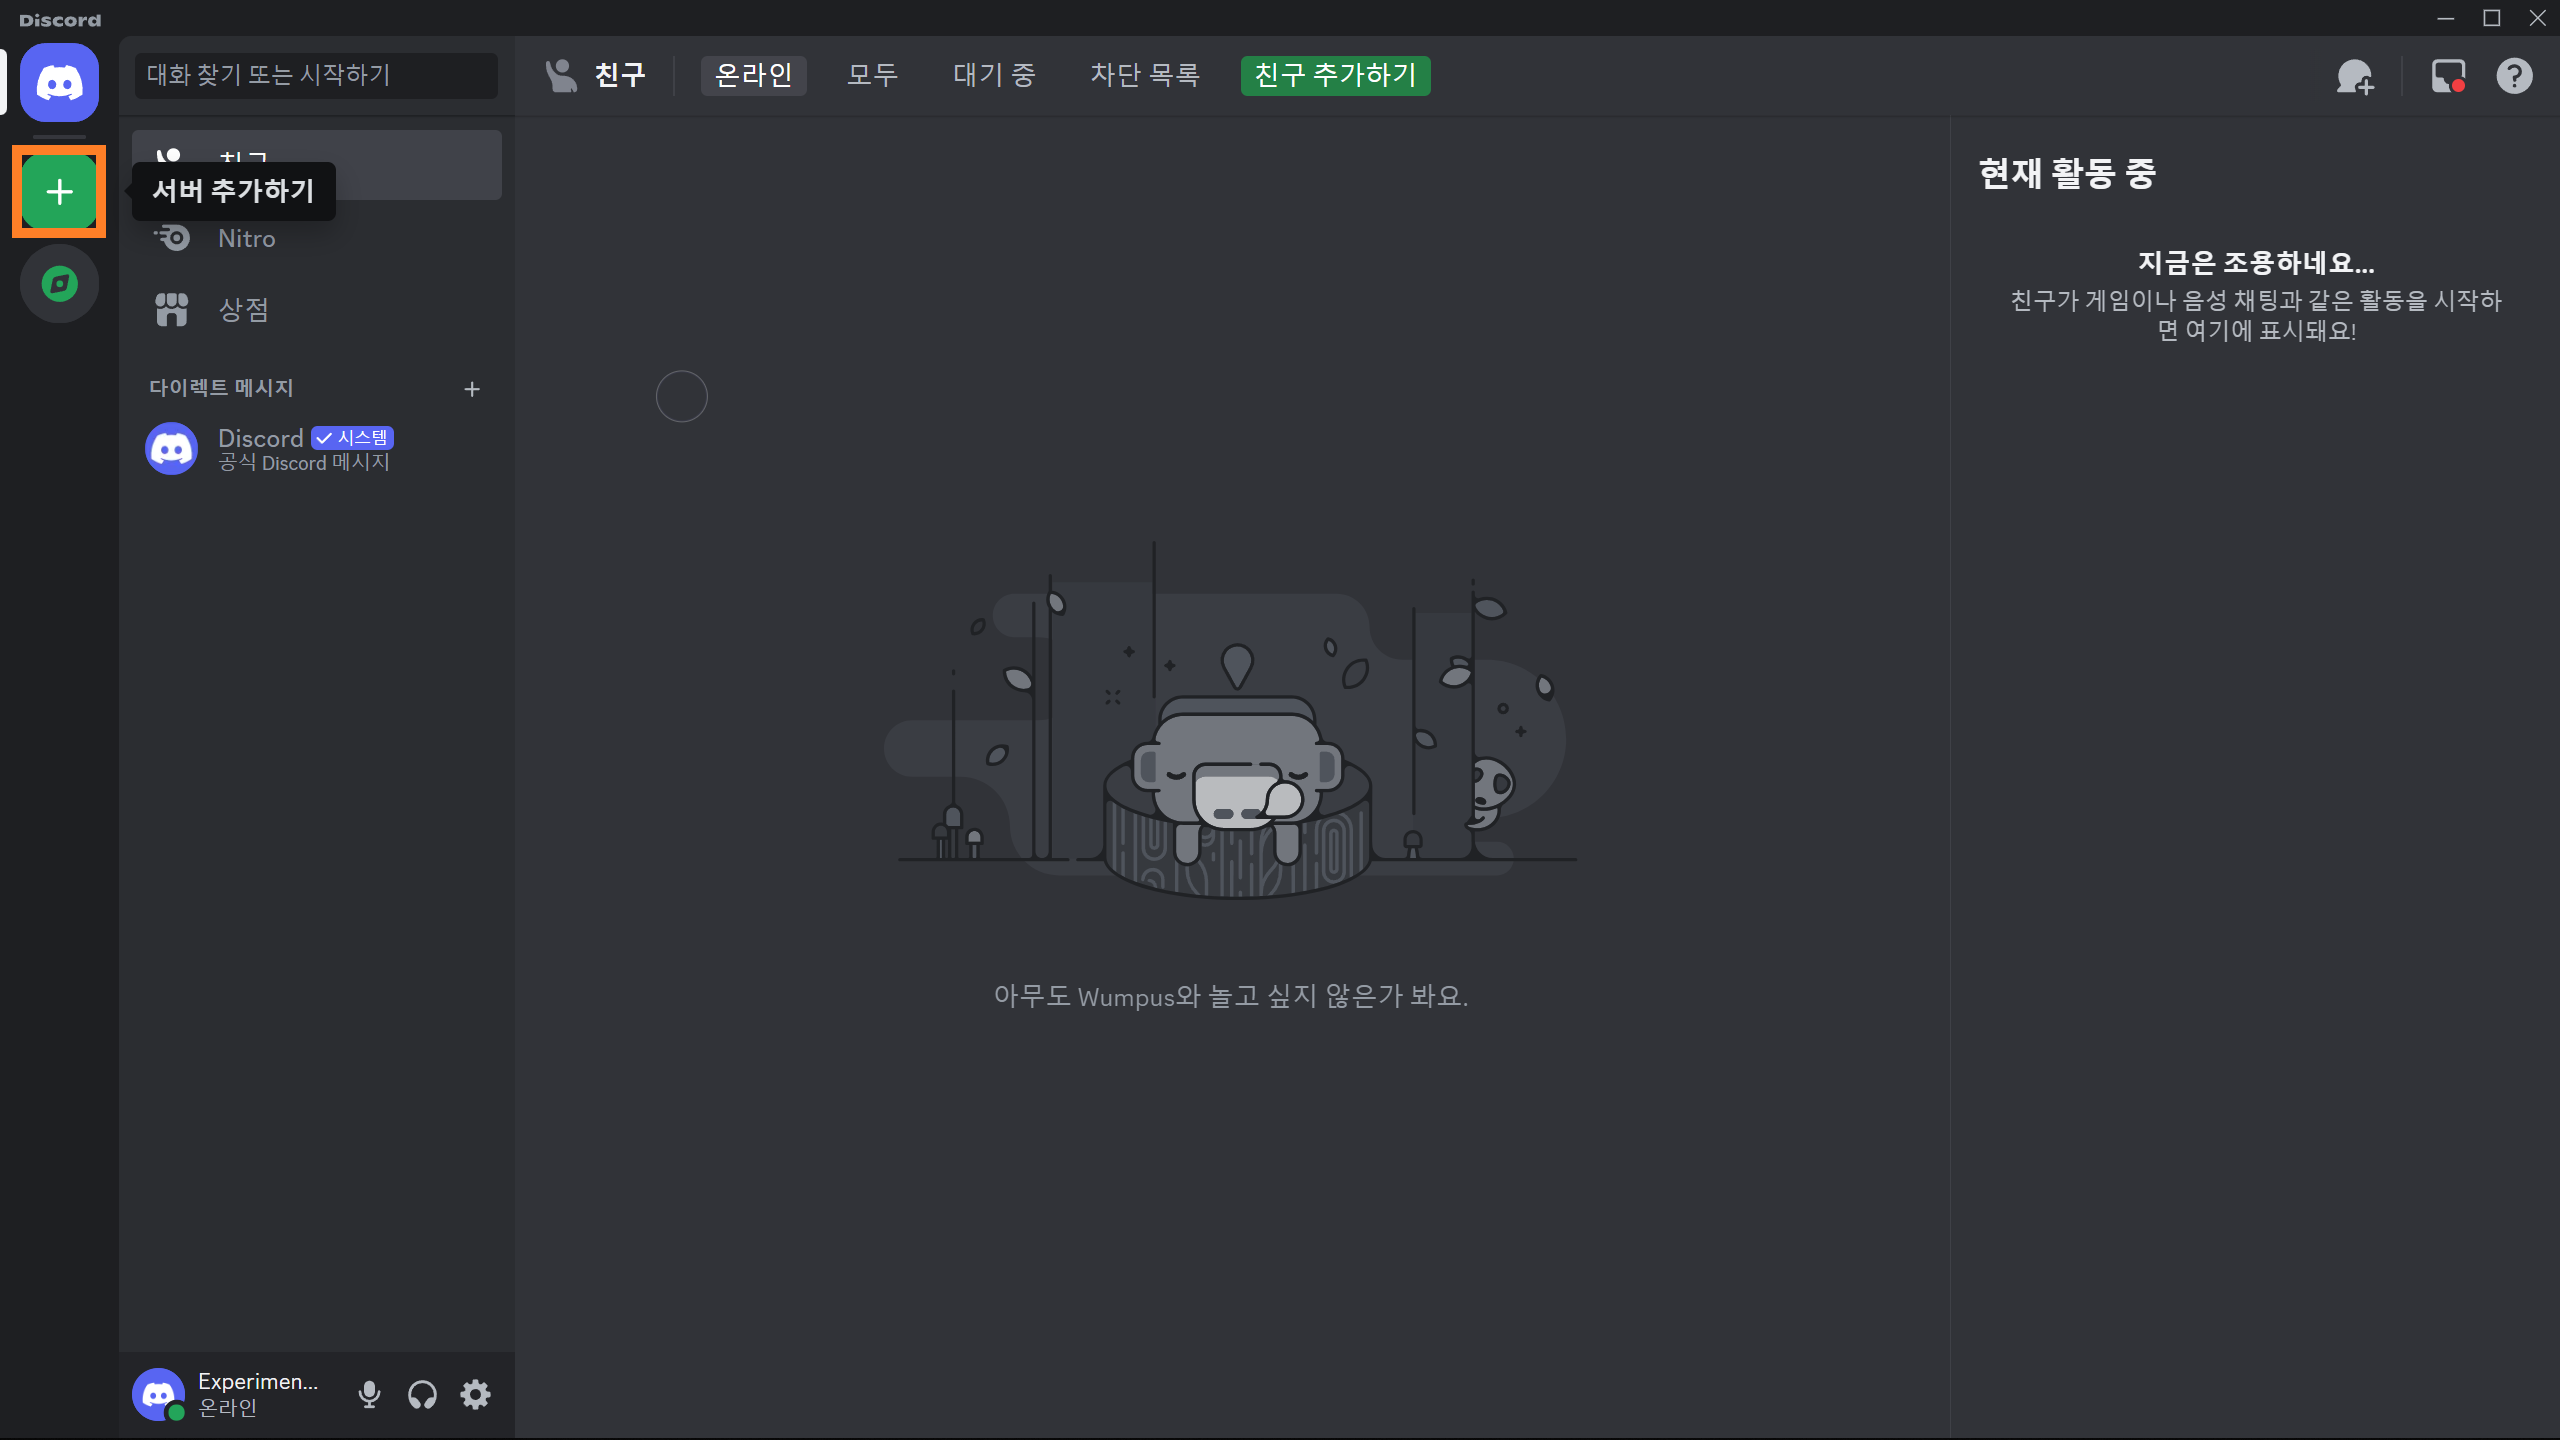 Discord
대화 찾기 또는 시작하기
친구
온라인
모두
대기 중
차단 목록
친구 추가하기
친구
서버 추가하기
Nitro
상점
다이렉트 메시지
Discord 시스템
공식 Discord 메시지
아무도 Wumpus와 놀고 싶지 않은가 봐요.
현재 활동 중
지금은 조용하네요...
친구가 게임이나 음성 채팅과 같은 활동을 시작하
면 여기에 표시돼요!
Experimen...
온라인